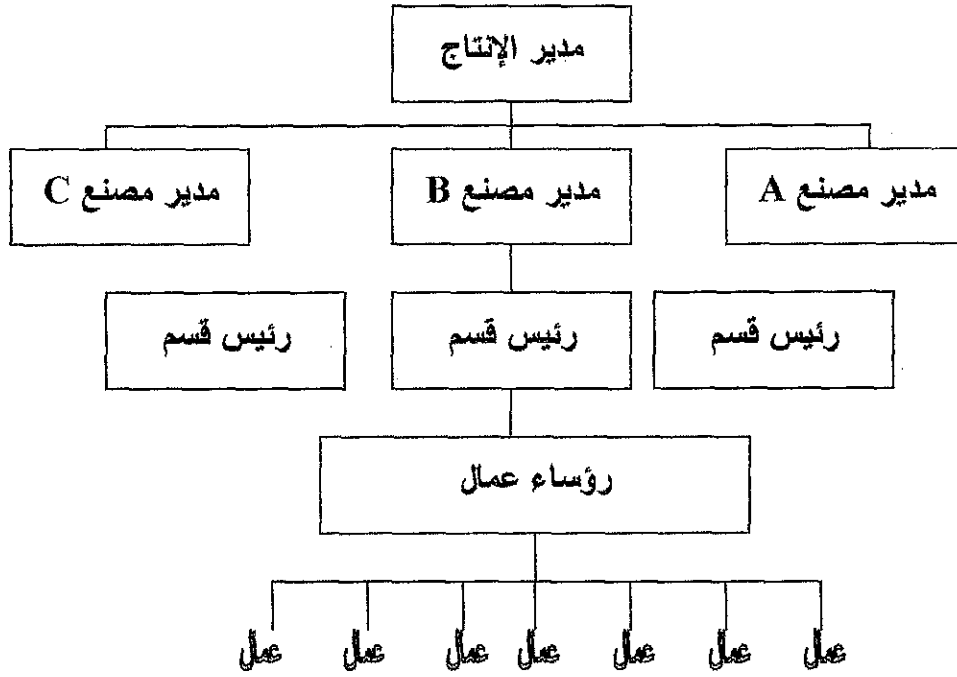 مدير الإنتاج
مدير مصنع A
مدير مصنع B
مدير مصنع C
رئيس قسم
رئيس قسم
رئيس قسم
رؤساء عمال
عمال
عمال
عمال
عمال
عمال
عمال
عمال